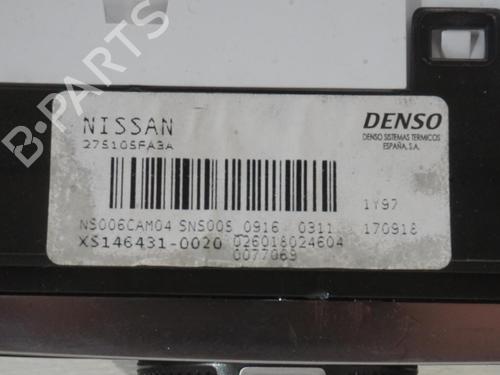 B-PARTS
NISSAN
275105FA3A
DENSO
DENSO SISTEMAS TERMICOS
ESPAÑA, S.A.
1Y97
NS006CAM04 SNS005 0916 0311
170918
XS146431-0020 026018024604
0077069